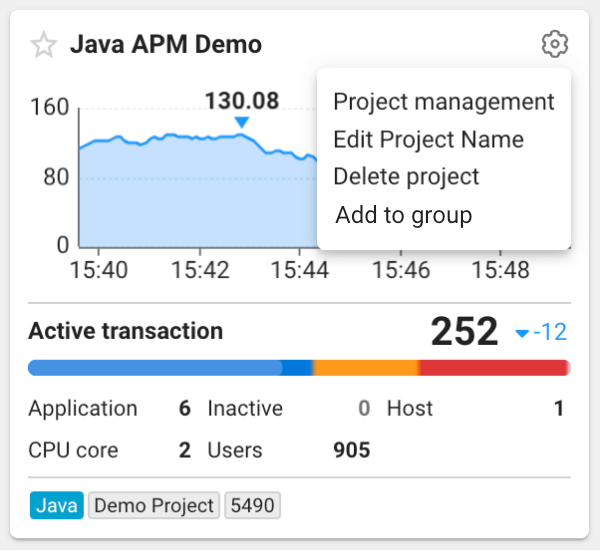 Java APM Demo
130.08
160
80
0
15:40 15:42 15:44 15:46 15:48
Project management
Edit Project Name
Delete project
Add to group
Active transaction 252 -12
Application 6 Inactive 0 Host 1
CPU core 2 Users 905
Java Demo Project 5490